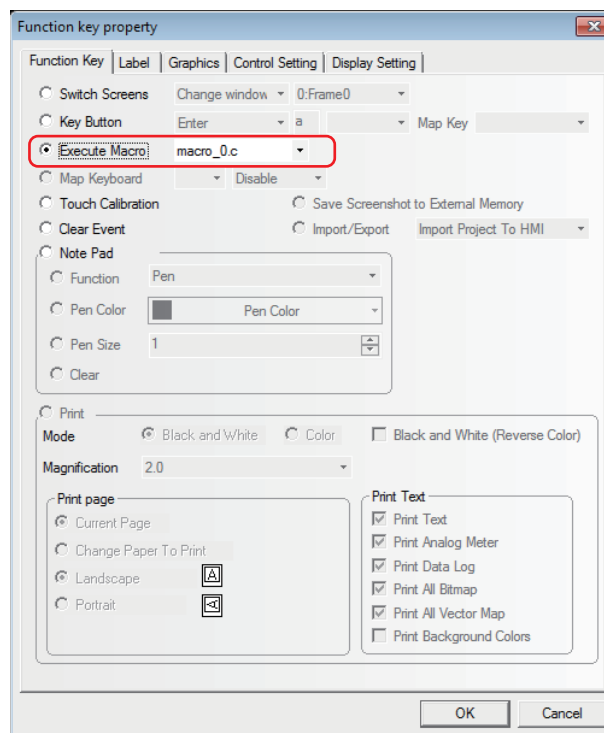 Function key property
Function Key Label Graphics Control Setting Display Setting
Switch Screens Change window 0:Frame0
Key Button Enter a Map Key
Execute Macro macro_0.c
Map Keyboard Disable
Touch Calibration Save Screenshot to External Memory
Clear Event Import/Export Import Project To HMI
Note Pad
Function Pen
Pen Color Pen Color
Pen Size 1
Clear
Print
Mode Black and White Color Black and White (Reverse Color)
Magnification 2.0
Print page
Current Page
Change Paper To Print
Landscape A
Portrait A
Print Text
Print Text
Print Analog Meter
Print Data Log
Print All Bitmap
Print All Vector Map
Print Background Colors
OK Cancel